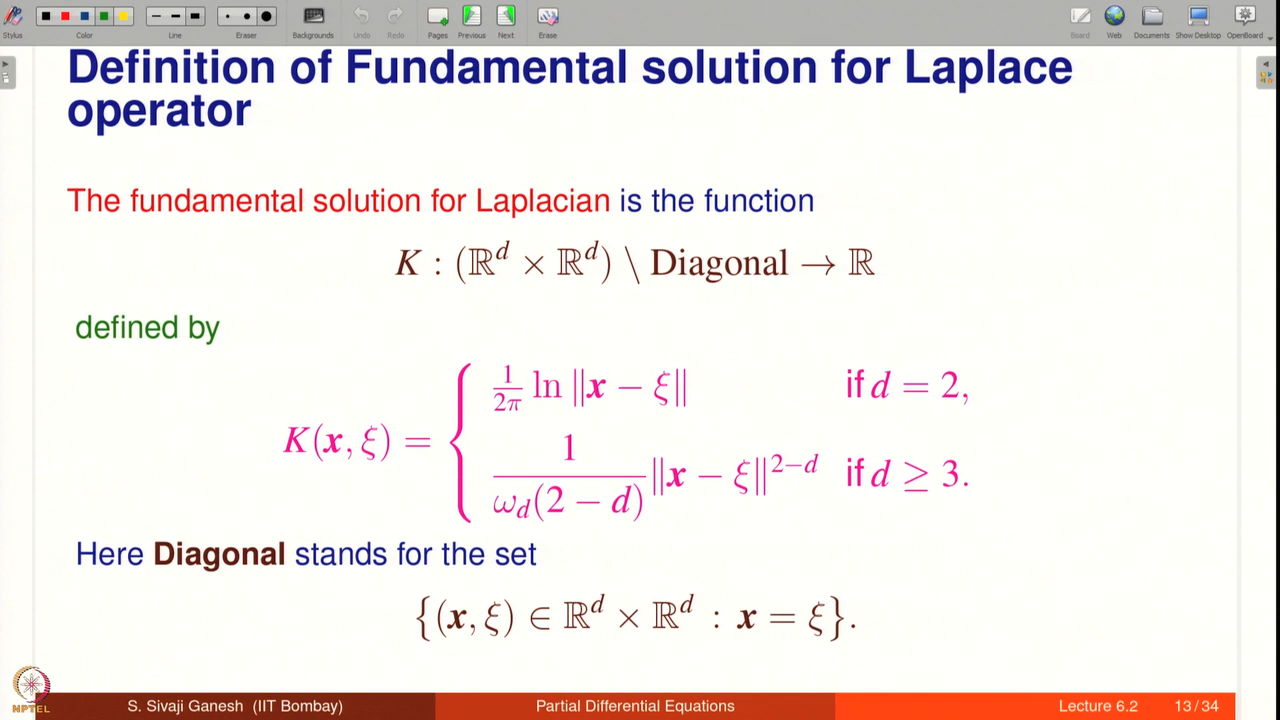 Stylus Color Line Eraser Backgrounds Undo Redo Pages Previous Next Erase Board Web Documents Show Desktop OpenBoard
Definition of Fundamental solution for Laplace
operator
The fundamental solution for Laplacian is the function
K : (ℝ^d × ℝ^d) \ Diagonal → ℝ
defined by
K(x, ξ) = { 1/2π ln ‖x − ξ‖ if d = 2,
1/ω_d(2 − d) ‖x − ξ‖^{2−d} if d ≥ 3.
Here Diagonal stands for the set
{(x, ξ) ∈ ℝ^d × ℝ^d : x = ξ}.
NPTEL
S. Sivaji Ganesh (IIT Bombay) Partial Differential Equations Lecture 6.2 13 / 34